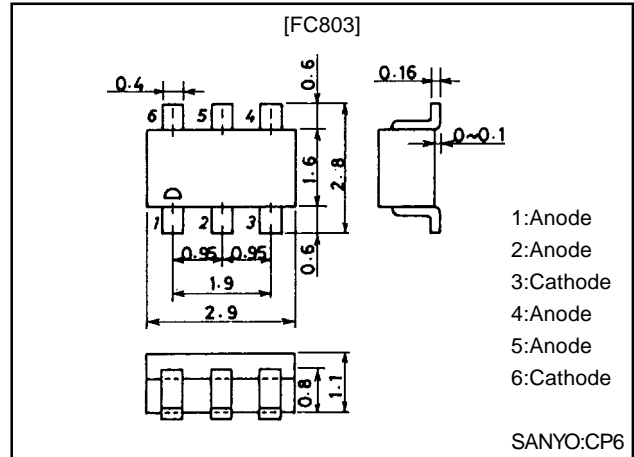 [FC803]
0.4
0.6
0.16
6 5 4
0~0.1
1.6
2.8
1 2 3
0.95 0.95
0.6
1.9
2.9
0.8
1.1
1:Anode
2:Anode
3:Cathode
4:Anode
5:Anode
6:Cathode
SANYO:CP6